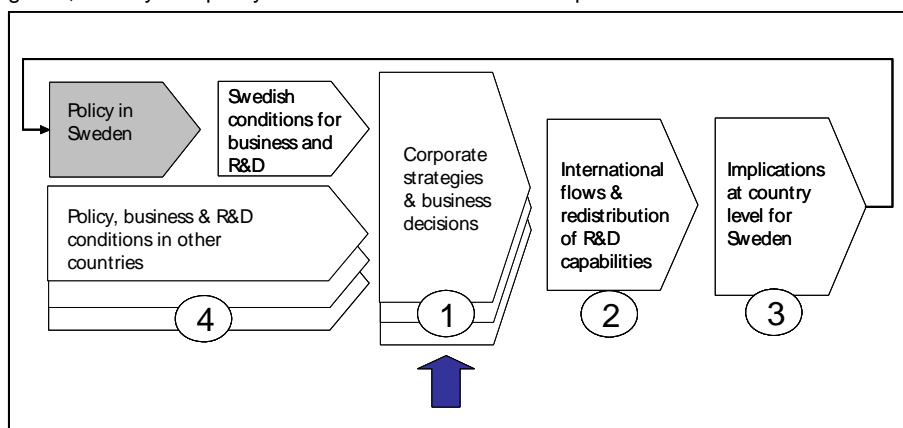 Policy in
Sweden
Swedish
conditions for
business and
R&D
Policy, business & R&D
conditions in other
countries
4
Corporate
strategies
& business
decisions
1
International
flows &
redistribution
of R&D
capabilities
2
Implications
at country
level for
Sweden
3